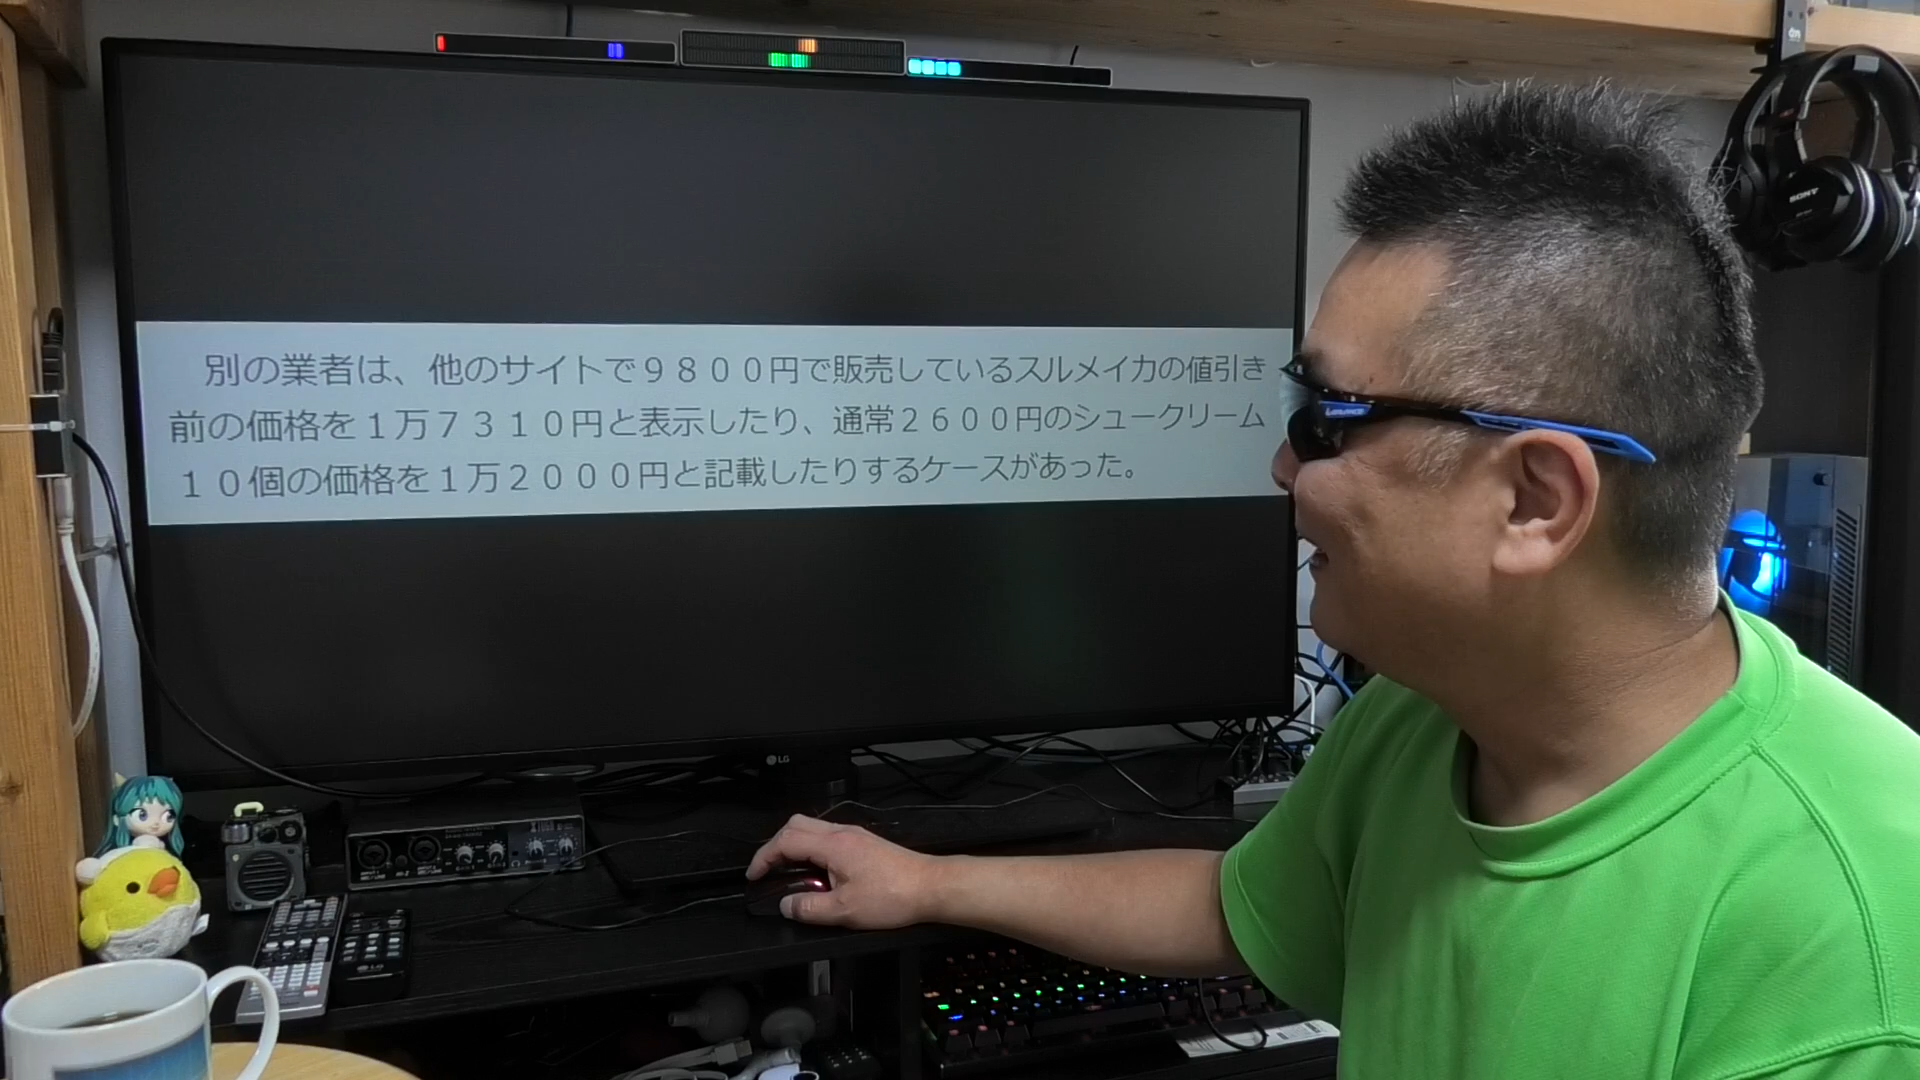 別の業者は、他のサイトで９８００円で販売しているスルメイカの値引き
前の価格を１万７３１０円と表示したり、通常２６００円のシュークリーム
１０個の価格を１万２０００円と記載したりするケースがあった。
SONY
LG
LG